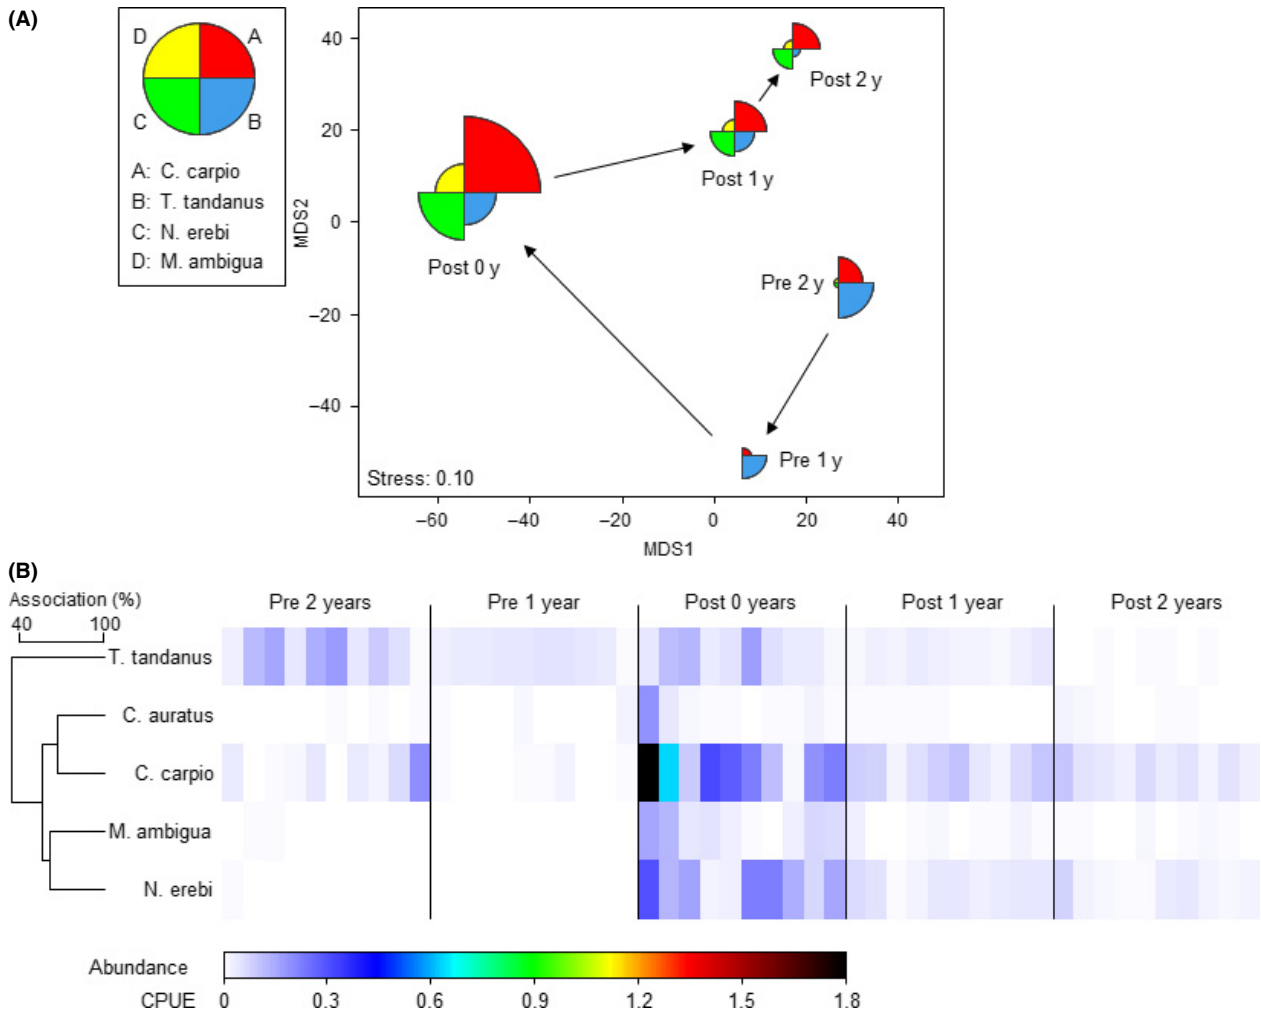 (A)
D A
C B
A: C. carpio
B: T. tandanus
C: N. erebi
D: M. ambigua
MDS2
40
20
0
−20
−40
Post 2 y
Post 1 y
Post 0 y
Pre 2 y
Pre 1 y
Stress: 0.10
−60 −40 −20 0 20 40
MDS1
(B)
Association (%)
40 100
Pre 2 years Pre 1 year Post 0 years Post 1 year Post 2 years
T. tandanus
C. auratus
C. carpio
M. ambigua
N. erebi
Abundance
CPUE 0 0.3 0.6 0.9 1.2 1.5 1.8